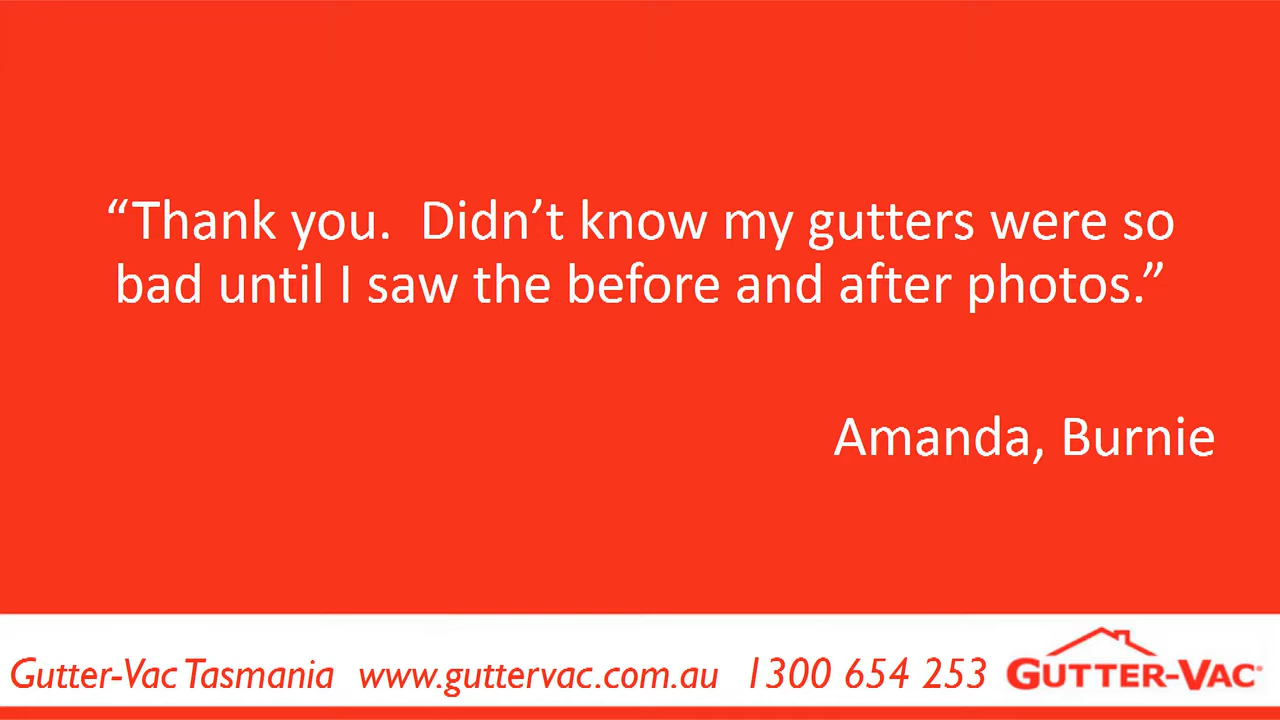 “Thank you.  Didn’t know my gutters were so
bad until I saw the before and after photos.”
Amanda, Burnie
Gutter-Vac Tasmania www.guttervac.com.au 1300 654 253
GUTTER-VAC®